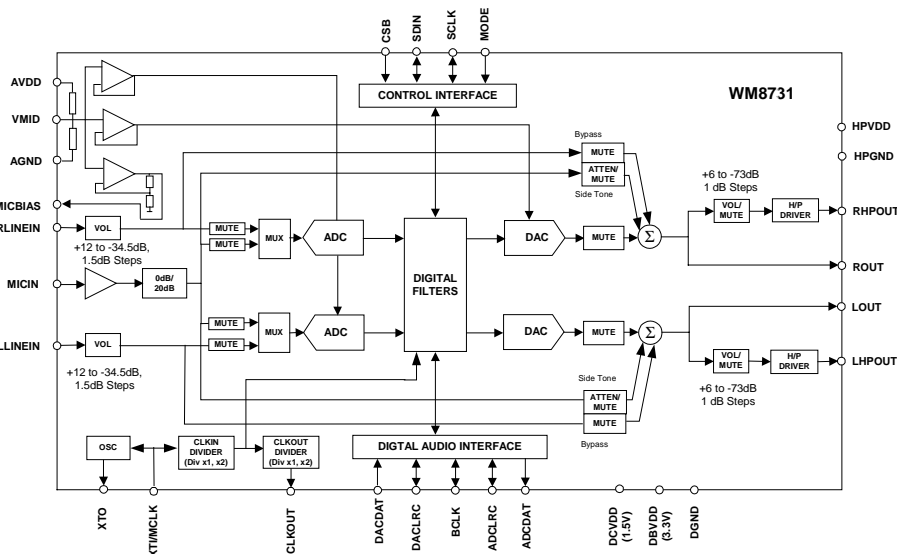 CSB
SDIN
SCLK
MODE
WM8731
AVDD
VMID
AGND
MICBIAS
RLINEIN
MICIN
LLINEIN
CONTROL INTERFACE
HPVDD
HPGND
RHPOUT
ROUT
LOUT
LHPOUT
Bypass
MUTE
ATTEN/
MUTE
Side Tone
+6 to -73dB
1 dB Steps
VOL/
MUTE
H/P
DRIVER
VOL
+12 to -34.5dB,
1.5dB Steps
MUTE
MUTE
MUX
ADC
DIGITAL
FILTERS
DAC
MUTE
Σ
0dB/
20dB
MUTE
MUTE
MUX
ADC
DAC
MUTE
Σ
VOL
+12 to -34.5dB,
1.5dB Steps
VOL/
MUTE
H/P
DRIVER
+6 to -73dB
1 dB Steps
Side Tone
ATTEN/
MUTE
MUTE
Bypass
OSC
CLKIN
DIVIDER
(Div x1, x2)
CLKOUT
DIVIDER
(Div x1, x2)
DIGTAL AUDIO INTERFACE
XTO
XTI/MCLK
CLKOUT
DACDAT
DACLRC
BCLK
ADCLRC
ADCDAT
DCVDD
(1.5V)
DBVDD
(3.3V)
DGND